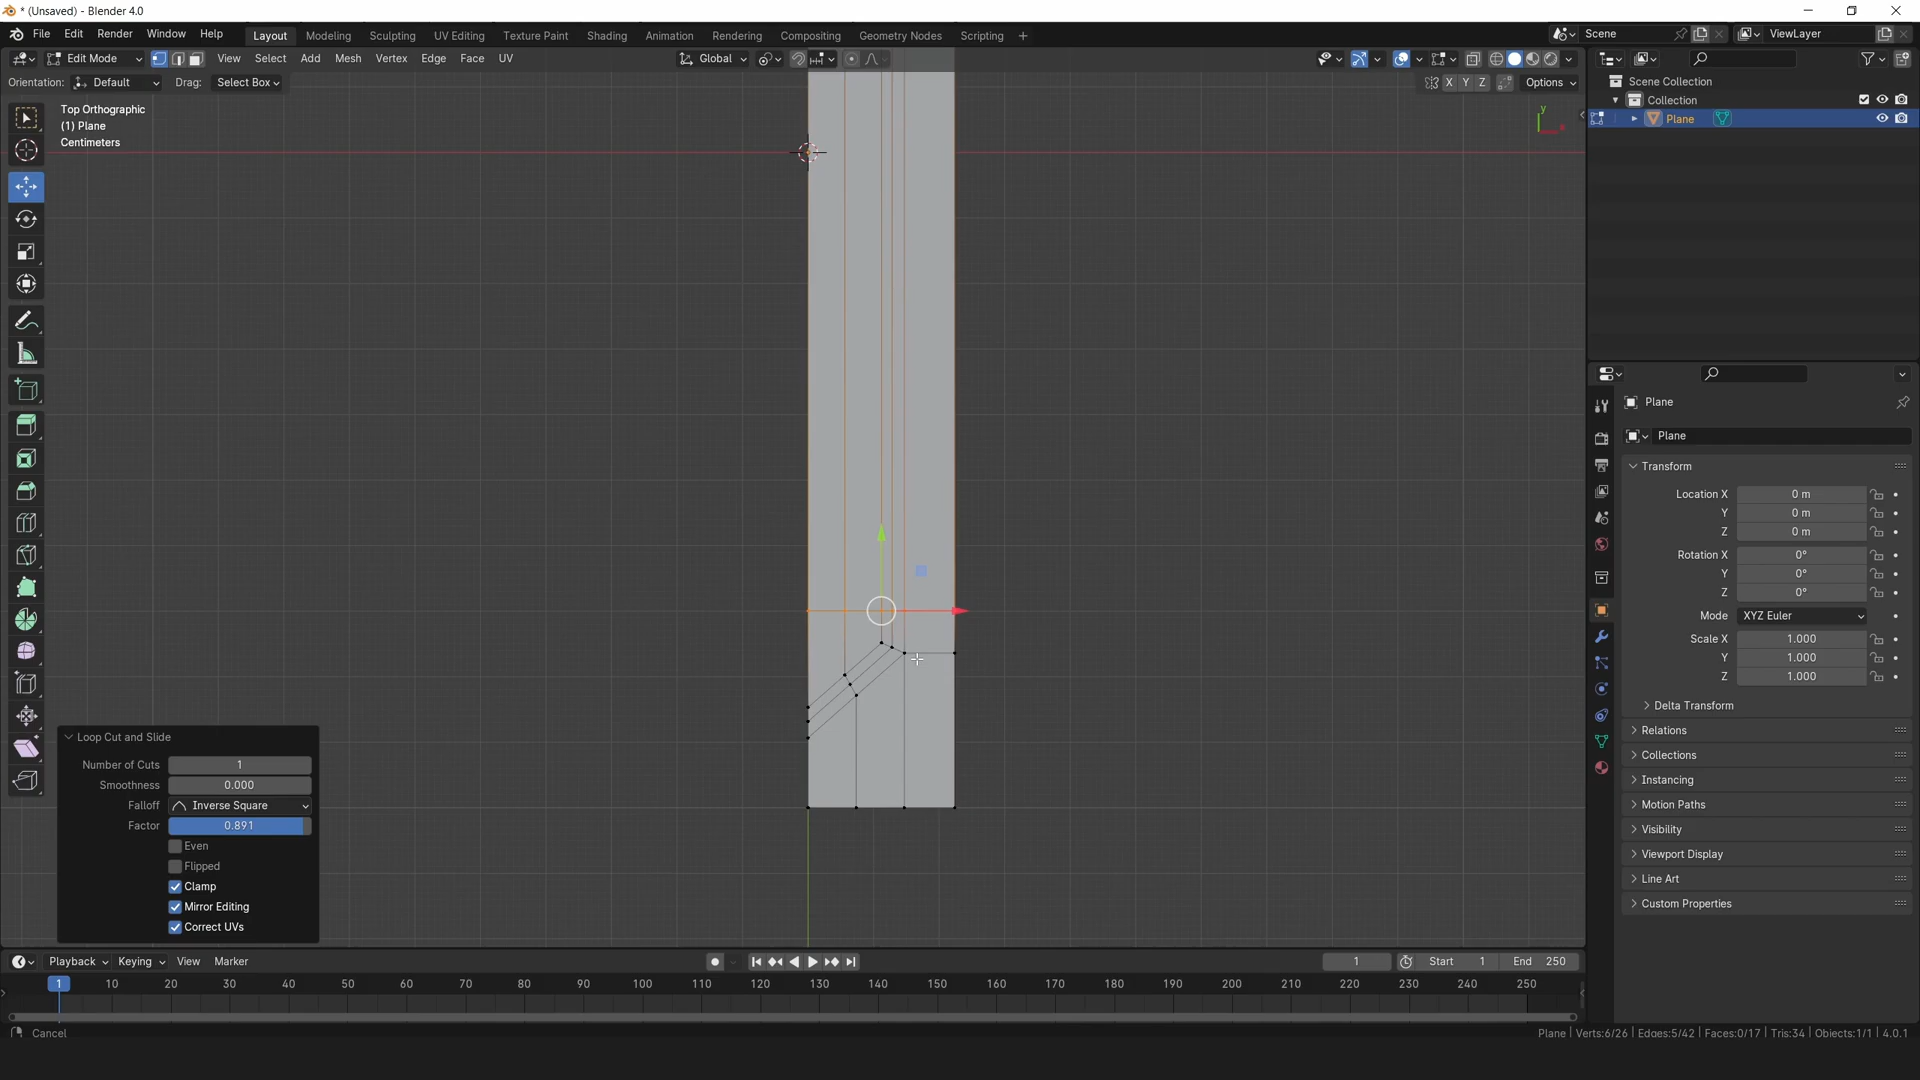 * (Unsaved) - Blender 4.0
File Edit Render Window Help Layout Modeling Sculpting UV Editing Texture Paint Shading Animation Rendering Compositing Geometry Nodes Scripting + Scene ViewLayer
Edit Mode View Select Add Mesh Vertex Edge Face UV Global
Orientation: Default Drag: Select Box X Y Z Options
Top Orthographic
(1) Plane
Centimeters
y
Scene Collection
Collection
Plane
Plane
Plane
Transform
Location X 0 m
Y 0 m
Z 0 m
Rotation X 0°
Y 0°
Z 0°
Mode XYZ Euler
Scale X 1.000
Y 1.000
Z 1.000
Delta Transform
Relations
Collections
Instancing
Motion Paths
Visibility
Viewport Display
Line Art
Custom Properties
Loop Cut and Slide
Number of Cuts 1
Smoothness 0.000
Falloff Inverse Square
Factor 0.891
Even
Flipped
Clamp
Mirror Editing
Correct UVs
Playback Keying View Marker 1 Start 1 End 250
1 10 20 30 40 50 60 70 80 90 100 110 120 130 140 150 160 170 180 190 200 210 220 230 240 250
Cancel Plane | Verts:6/26 | Edges:5/42 | Faces:0/17 | Tris:34 | Objects:1/1 | 4.0.1